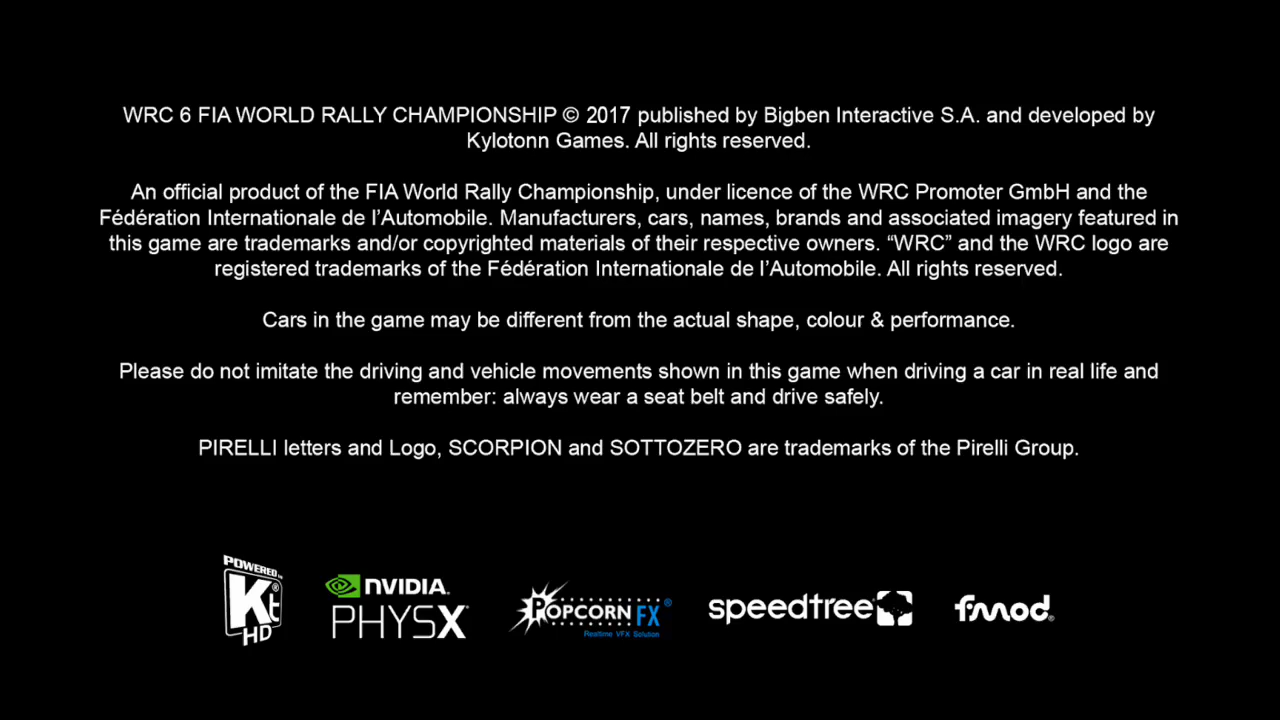 WRC 6 FIA WORLD RALLY CHAMPIONSHIP © 2017 published by Bigben Interactive S.A. and developed by
Kylotonn Games. All rights reserved.
An official product of the FIA World Rally Championship, under licence of the WRC Promoter GmbH and the
Fédération Internationale de l’Automobile. Manufacturers, cars, names, brands and associated imagery featured in
this game are trademarks and/or copyrighted materials of their respective owners. “WRC” and the WRC logo are
registered trademarks of the Fédération Internationale de l’Automobile. All rights reserved.
Cars in the game may be different from the actual shape, colour & performance.
Please do not imitate the driving and vehicle movements shown in this game when driving a car in real life and
remember: always wear a seat belt and drive safely.
PIRELLI letters and Logo, SCORPION and SOTTOZERO are trademarks of the Pirelli Group.
POWERED
Kt®
HD
NVIDIA.
PHYSX
POPCORN FX®
Realtime VFX Solution
speedtree
fmod®